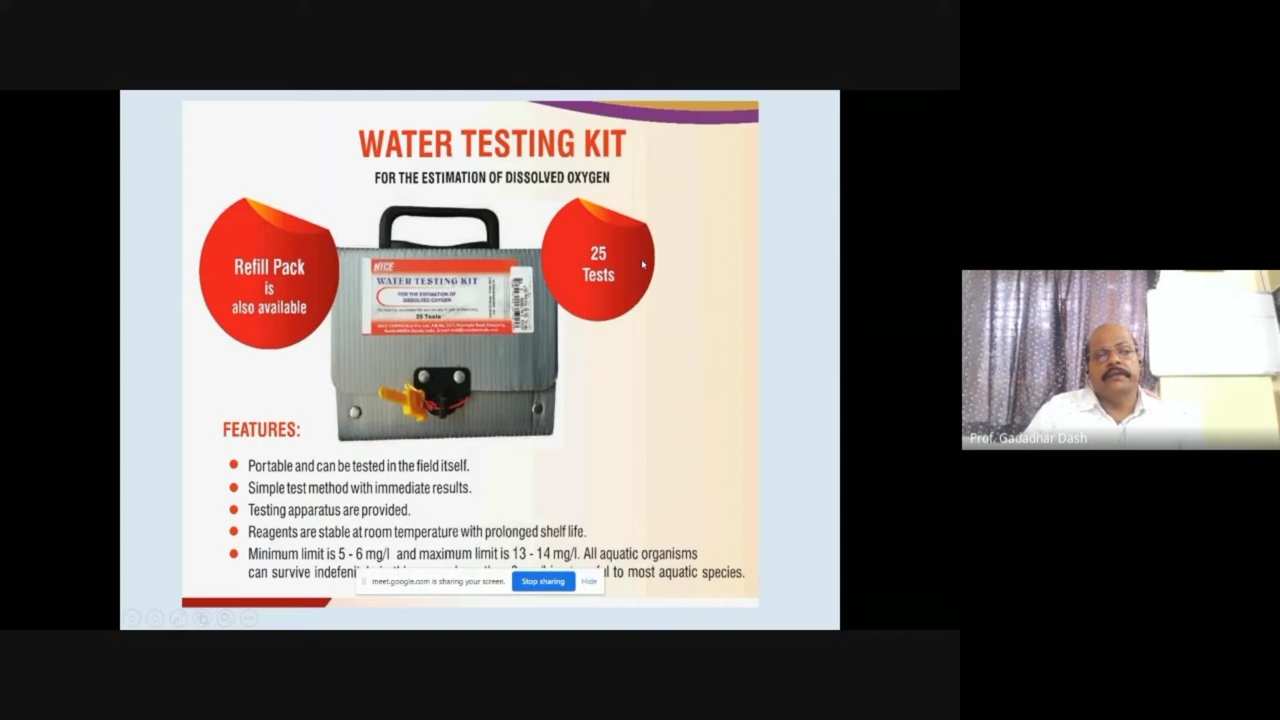 WATER TESTING KIT
FOR THE ESTIMATION OF DISSOLVED OXYGEN
Refill Pack
is
also available
25
Tests
NICE
WATER TESTING KIT
FOR THE ESTIMATION OF
DISSOLVED OXYGEN
25 Tests
FEATURES:
Portable and can be tested in the field itself.
Simple test method with immediate results.
Testing apparatus are provided.
Reagents are stable at room temperature with prolonged shelf life.
Minimum limit is 5 - 6 mg/l and maximum limit is 13 - 14 mg/l. All aquatic organisms
can survive to most aquatic species.
meet.google.com is sharing your screen.
Stop sharing
Hide
Prof. Gadadhar Dash